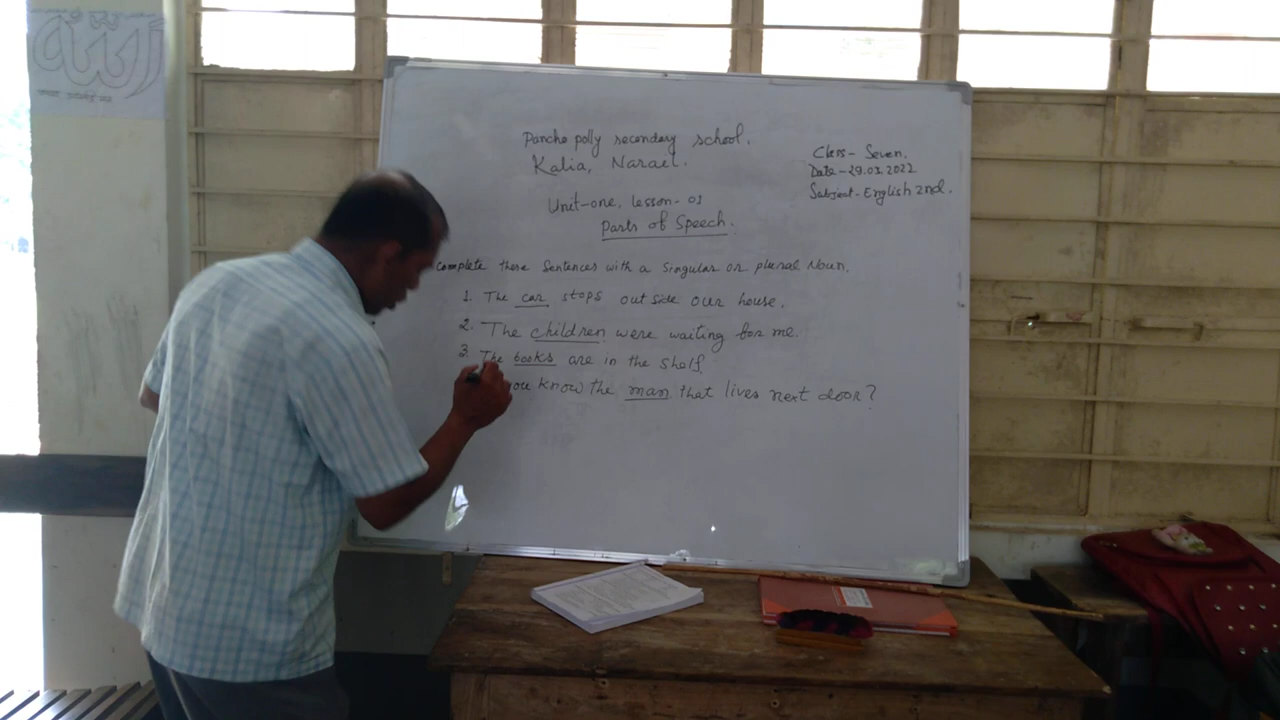 الله
Pancho polly secondary school.
Kalia, Narail.
Class- Seven.
Date-29.03.2022
Subject- English 2nd.
Unit-one, lesson- 01
Parts of Speech.
Complete these Sentences with a singular or plural Noun.
1. The car stops outside our house.
2. The children were waiting for me.
3. The books are in the shelf.
you know the man that lives next door?